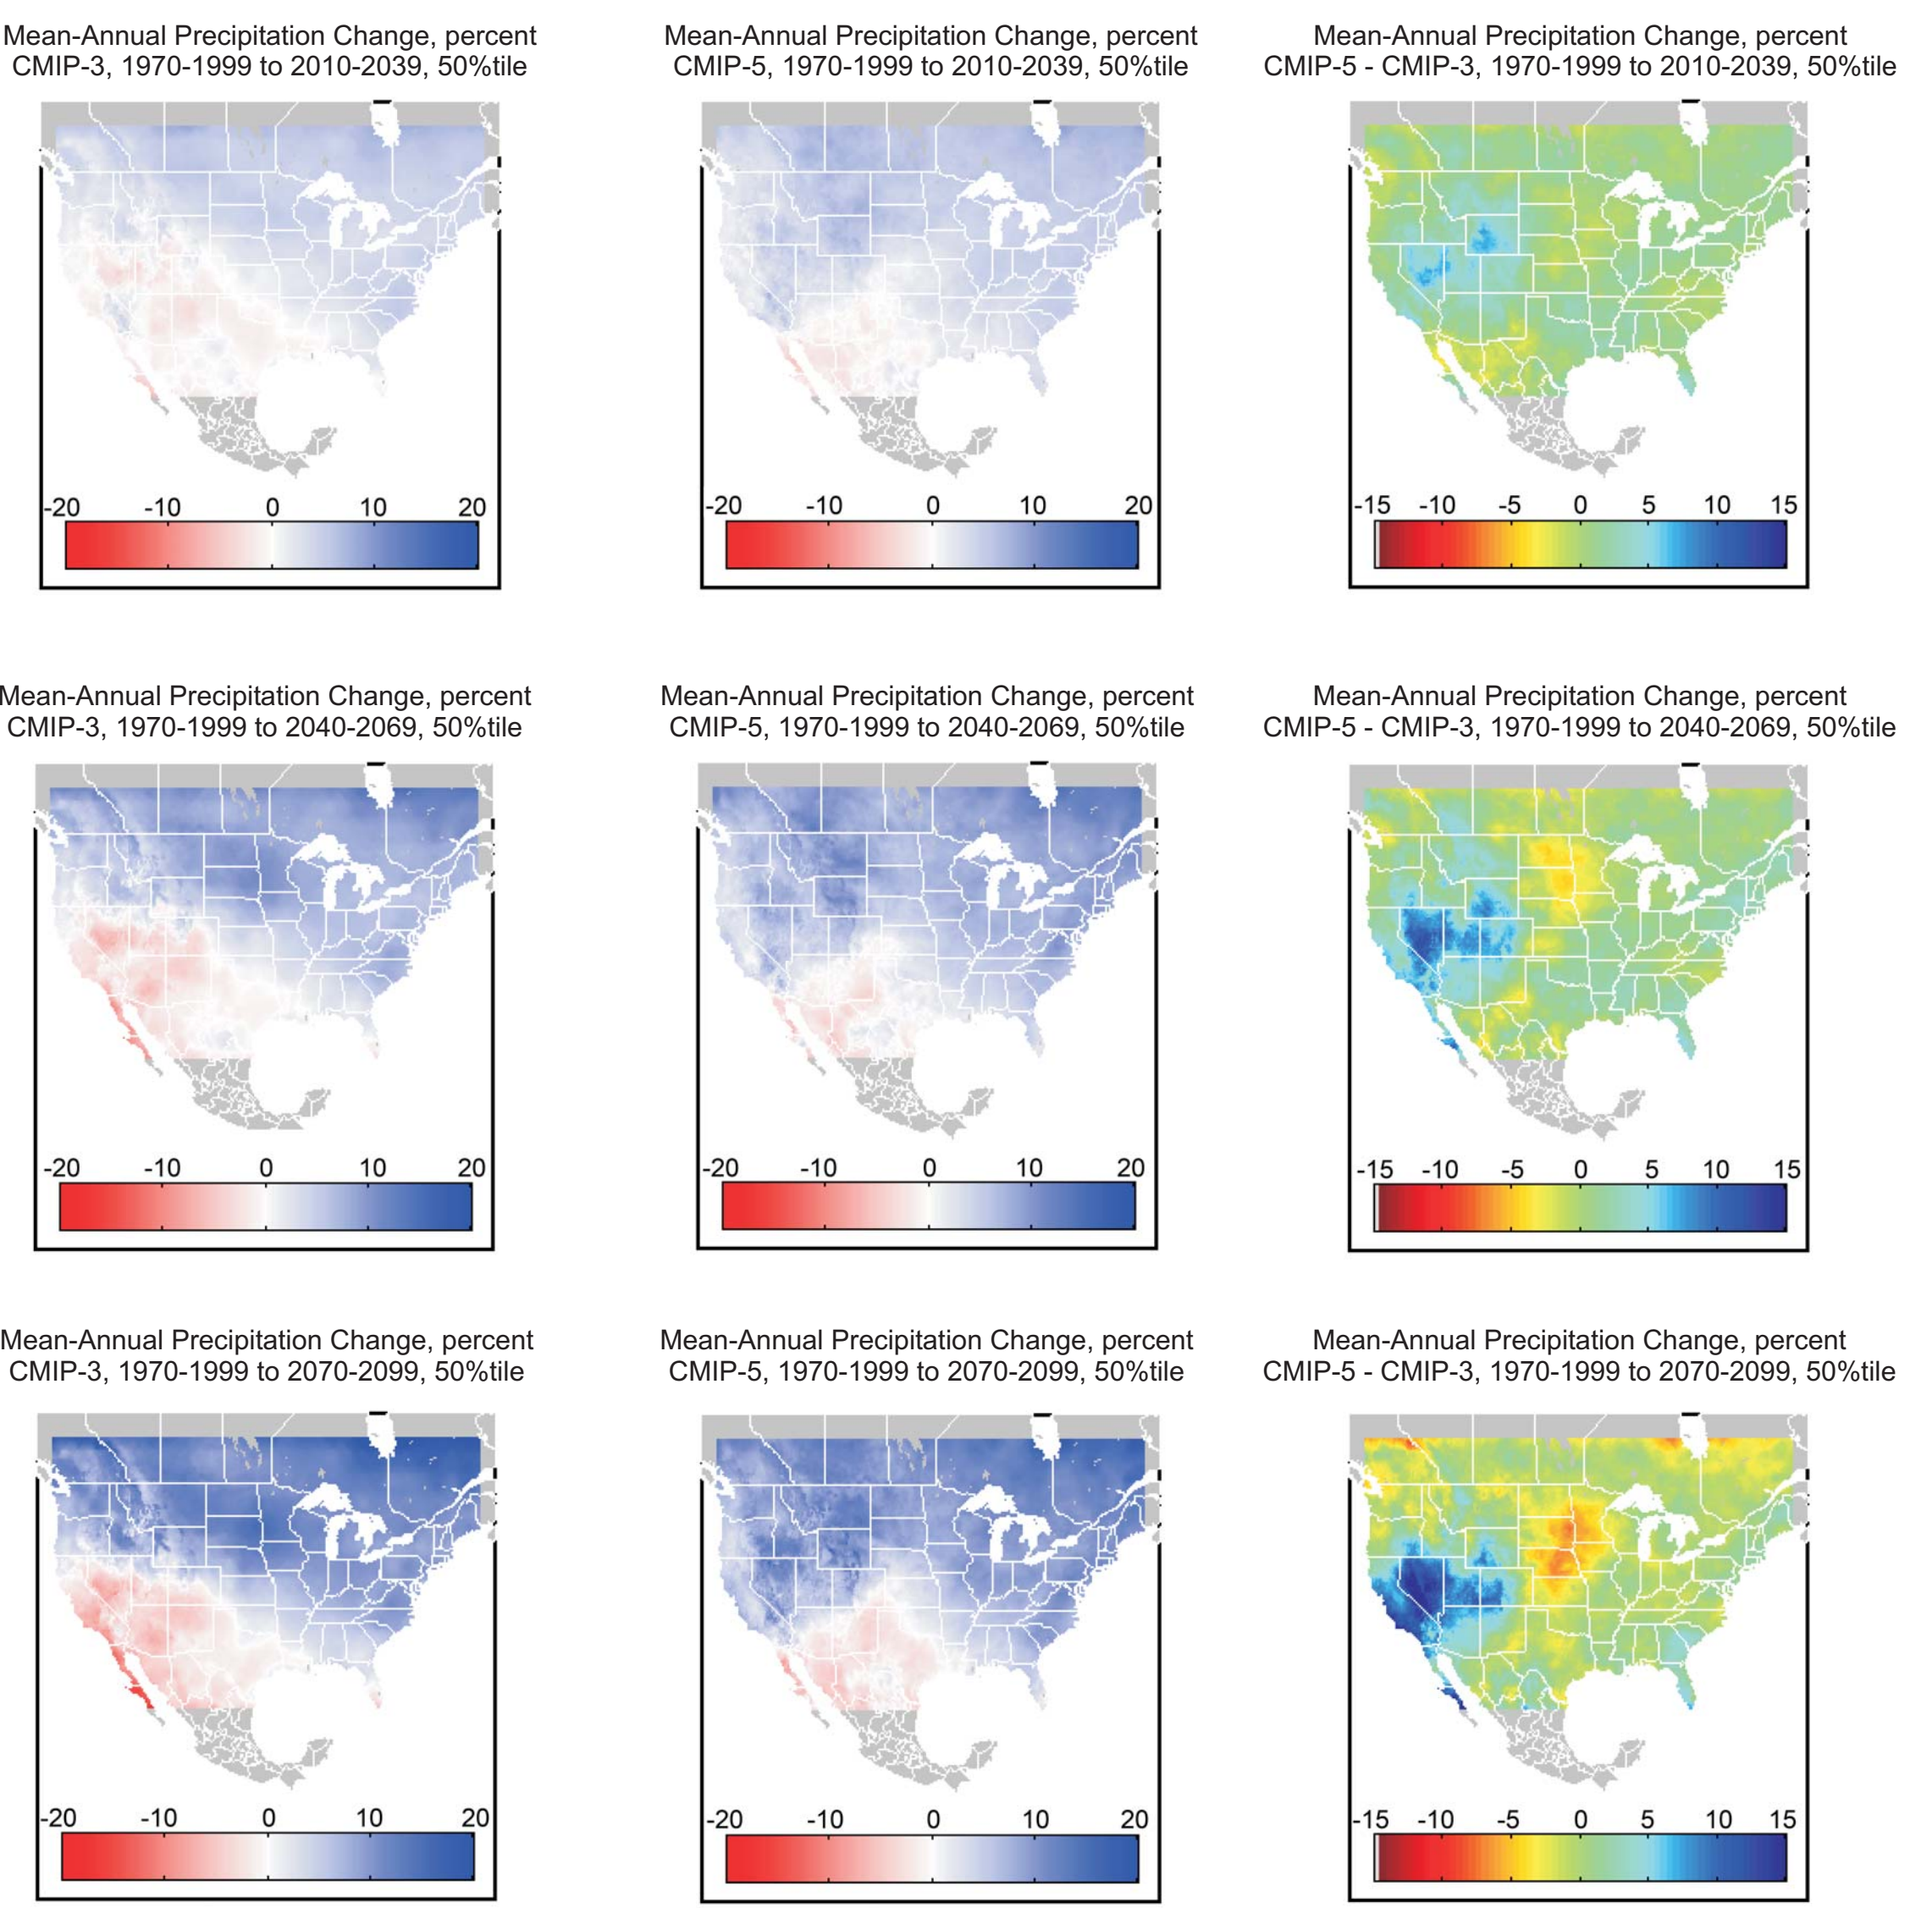 Mean-Annual Precipitation Change, percent
CMIP-3, 1970-1999 to 2010-2039, 50%tile
-20 -10 0 10 20
Mean-Annual Precipitation Change, percent
CMIP-5, 1970-1999 to 2010-2039, 50%tile
-20 -10 0 10 20
Mean-Annual Precipitation Change, percent
CMIP-5 - CMIP-3, 1970-1999 to 2010-2039, 50%tile
-15 -10 -5 0 5 10 15
Mean-Annual Precipitation Change, percent
CMIP-3, 1970-1999 to 2040-2069, 50%tile
-20 -10 0 10 20
Mean-Annual Precipitation Change, percent
CMIP-5, 1970-1999 to 2040-2069, 50%tile
-20 -10 0 10 20
Mean-Annual Precipitation Change, percent
CMIP-5 - CMIP-3, 1970-1999 to 2040-2069, 50%tile
-15 -10 -5 0 5 10 15
Mean-Annual Precipitation Change, percent
CMIP-3, 1970-1999 to 2070-2099, 50%tile
-20 -10 0 10 20
Mean-Annual Precipitation Change, percent
CMIP-5, 1970-1999 to 2070-2099, 50%tile
-20 -10 0 10 20
Mean-Annual Precipitation Change, percent
CMIP-5 - CMIP-3, 1970-1999 to 2070-2099, 50%tile
-15 -10 -5 0 5 10 15